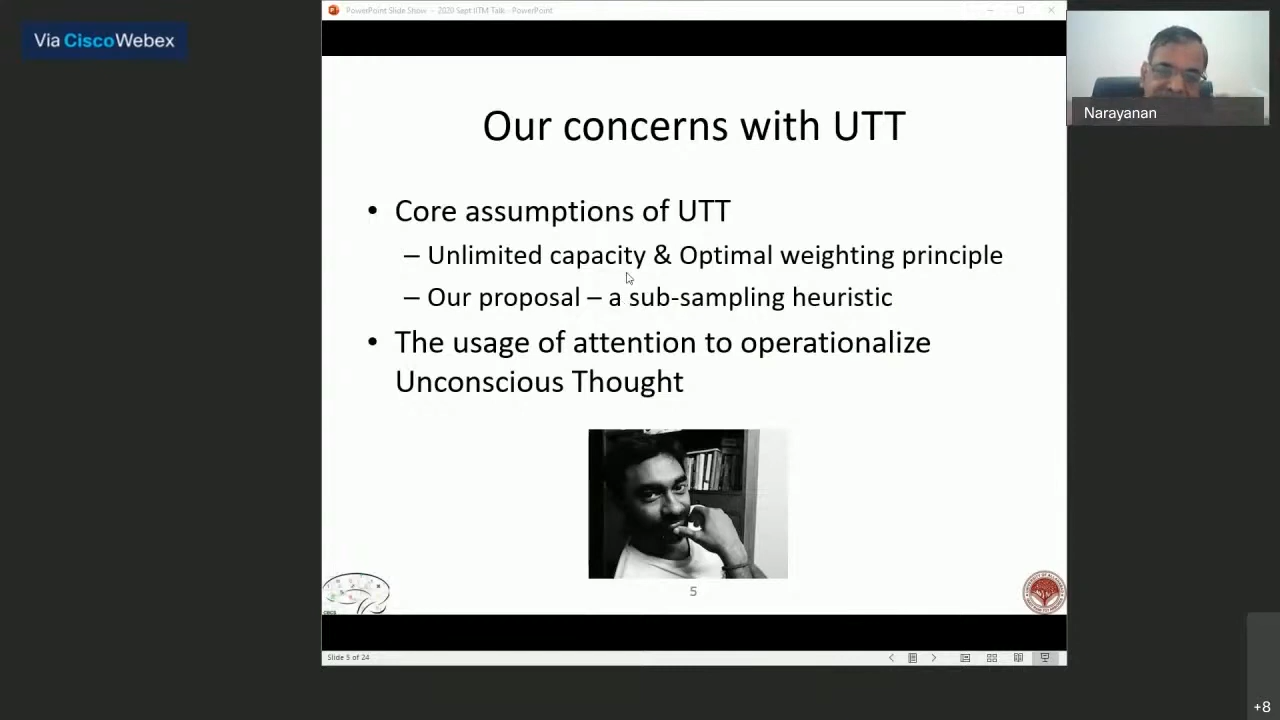 PowerPoint Slide Show - 2020 Sept IITM Talk - PowerPoint
Via CiscoWebex
Narayanan
Our concerns with UTT
• Core assumptions of UTT
– Unlimited capacity & Optimal weighting principle
– Our proposal – a sub-sampling heuristic
• The usage of attention to operationalize
Unconscious Thought
5
CBCS
Slide 5 of 24
+8